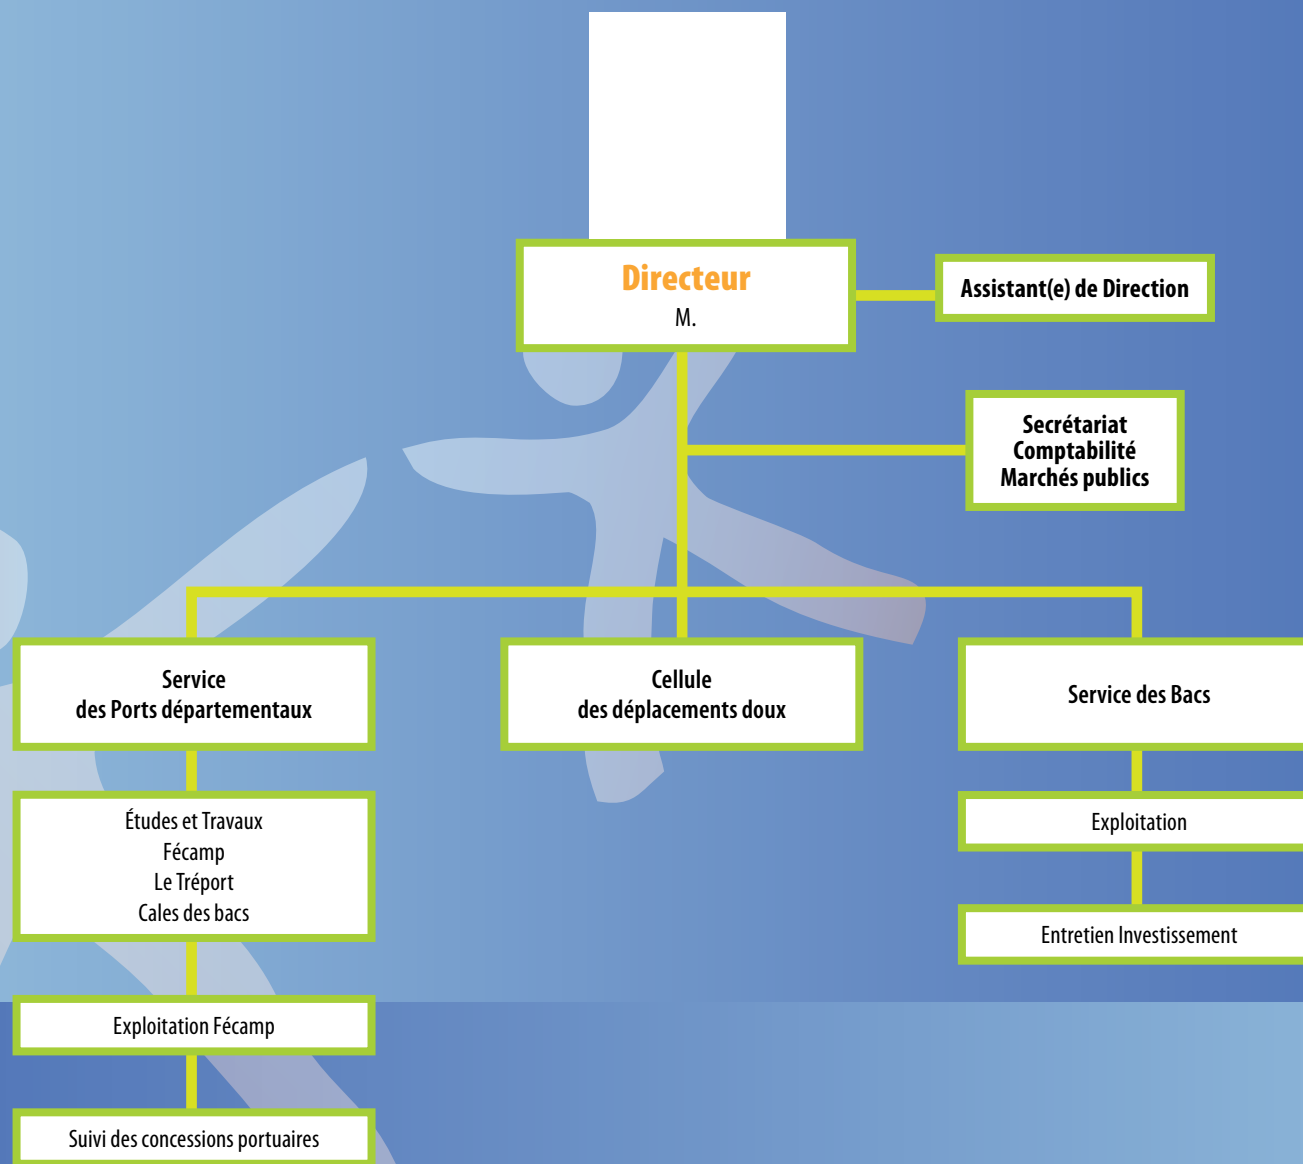 Directeur
M.
Assistant(e) de Direction
Secrétariat
Comptabilité
Marchés publics
Service
des Ports départementaux
Cellule
des déplacements doux
Service des Bacs
Études et Travaux
Fécamp
Le Tréport
Cales des bacs
Exploitation
Entretien Investissement
Exploitation Fécamp
Suivi des concessions portuaires